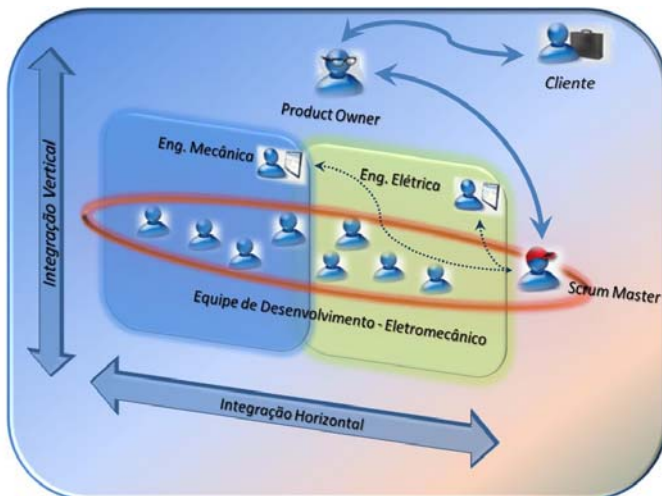 Cliente
Product Owner
Eng. Mecânica
Eng. Elétrica
Integração Vertical
Scrum Master
Equipe de Desenvolvimento - Eletromecânico
Integração Horizontal